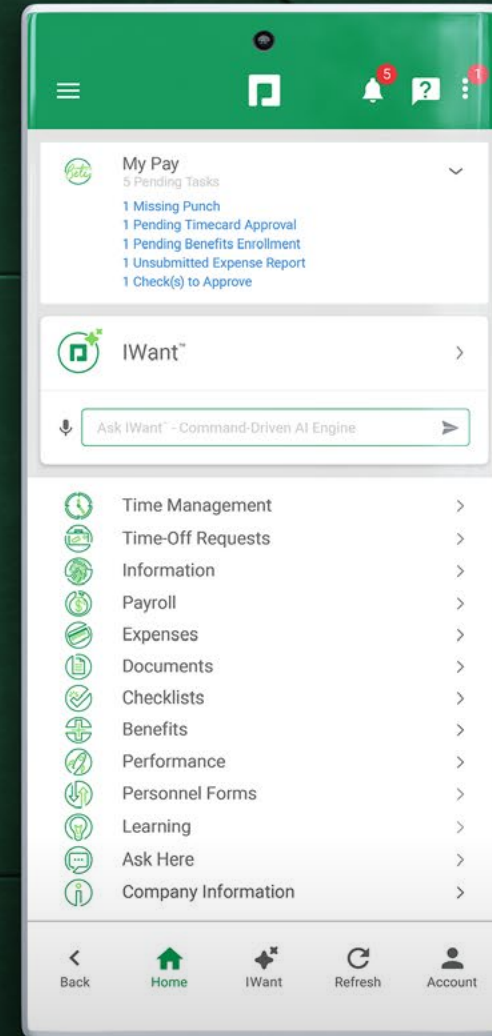 5
?
1
Beti
My Pay
5 Pending Tasks
1 Missing Punch
1 Pending Timecard Approval
1 Pending Benefits Enrollment
1 Unsubmitted Expense Report
1 Check(s) to Approve
IWant™
Ask IWant™ - Command-Driven AI Engine
Time Management
Time-Off Requests
Information
Payroll
Expenses
Documents
Checklists
Benefits
Performance
Personnel Forms
Learning
Ask Here
Company Information
Back Home IWant Refresh Account